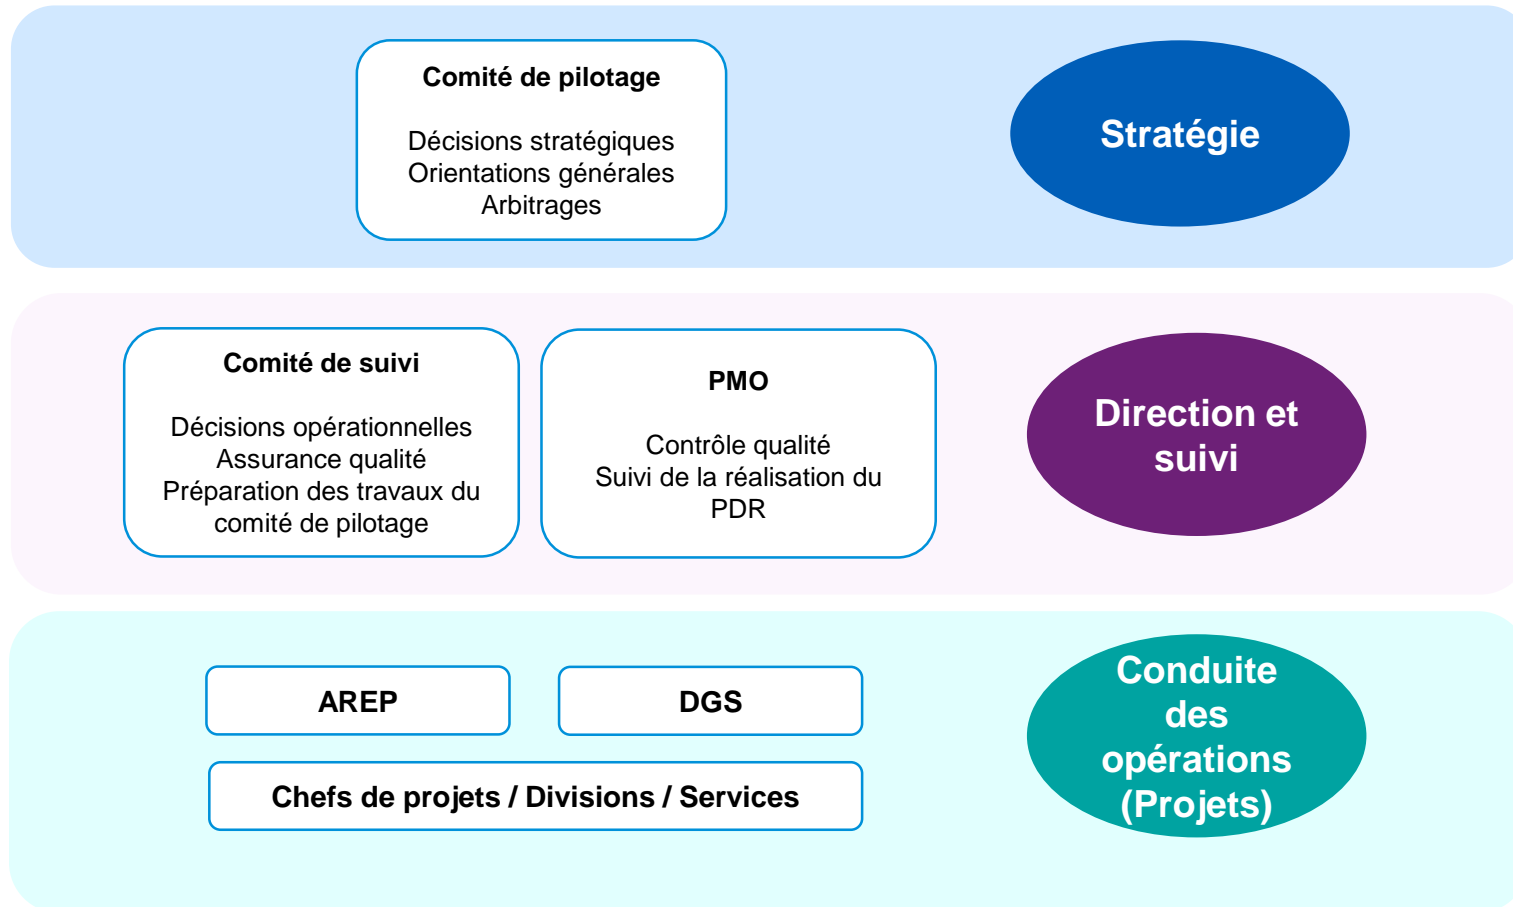 Comité de pilotage
Décisions stratégiques
Orientations générales
Arbitrages
Stratégie
Comité de suivi
Décisions opérationnelles
Assurance qualité
Préparation des travaux du
comité de pilotage
PMO
Contrôle qualité
Suivi de la réalisation du
PDR
Direction et
suivi
AREP
DGS
Chefs de projets / Divisions / Services
Conduite
des
opérations
(Projets)